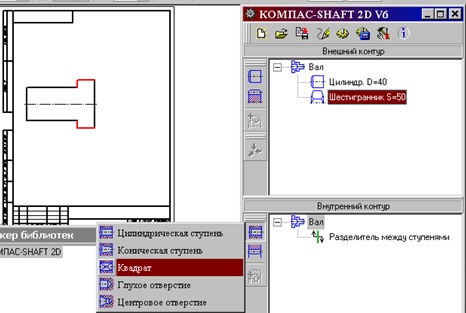 КОМПАС-SHAFT 2D V6
Внешний контур
Вал
Цилиндр. D=40
Шестигранник S=50
Внутренний контур
Вал
Разделитель между ступенями
жер библиотек
МПАС-SHAFT 2D
Цилиндрическая ступень
Коническая ступень
Квадрат
Глухое отверстие
Центровое отверстие